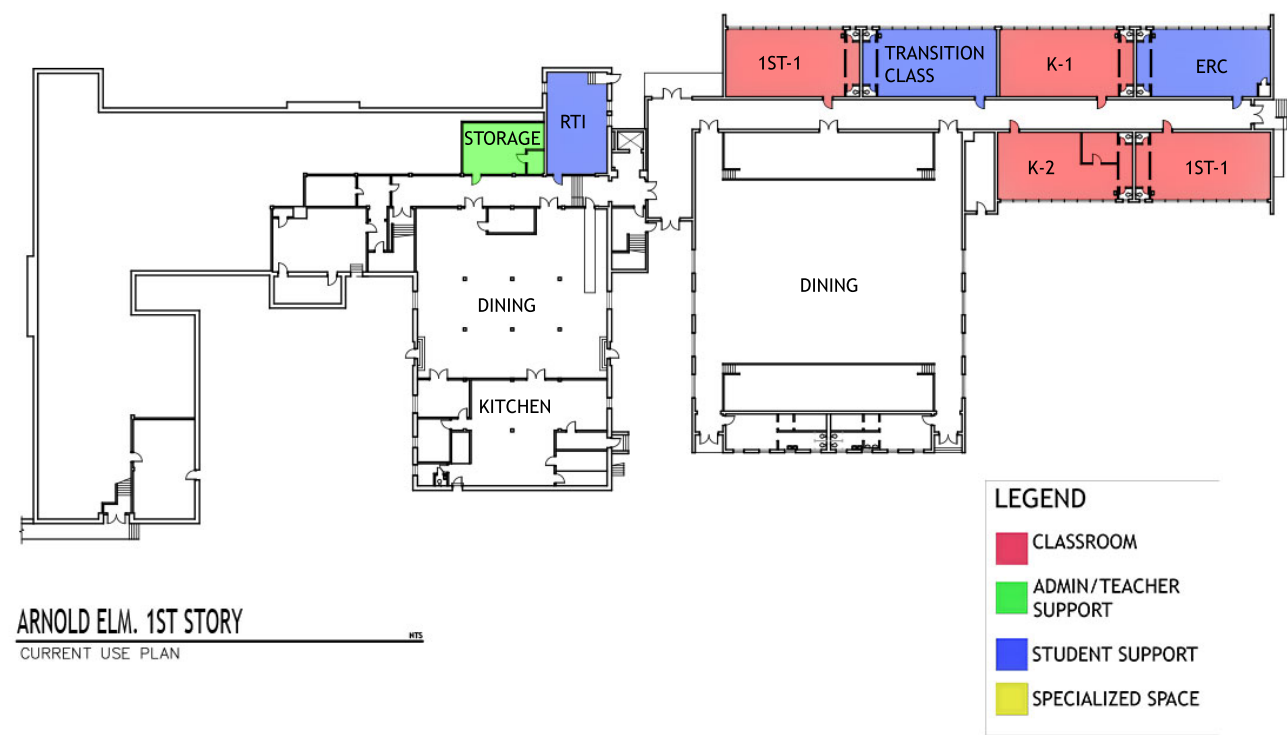 1ST-1
TRANSITION
CLASS
K-1
ERC
RTI
STORAGE
K-2
1ST-1
DINING
DINING
KITCHEN
LEGEND
CLASSROOM
ADMIN/TEACHER
SUPPORT
STUDENT SUPPORT
SPECIALIZED SPACE
ARNOLD ELM. 1ST STORY
NTS
CURRENT USE PLAN